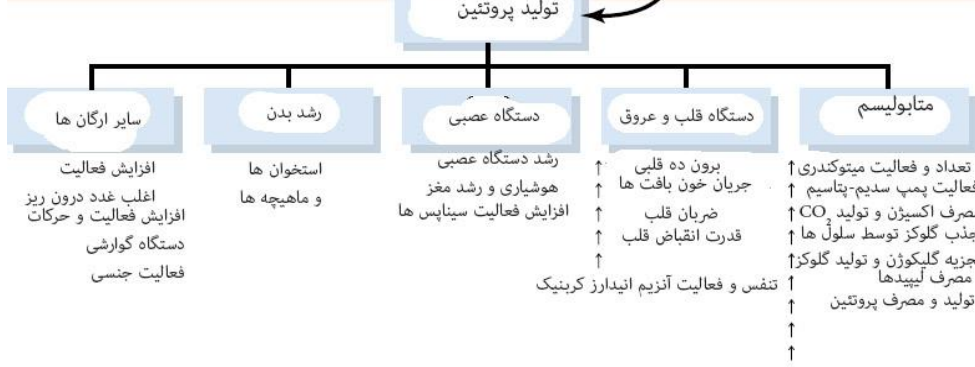 تولید پروتئین
متابولیسم
تعداد و فعالیت میتوکندری ↑
فعالیت پمپ سدیم-پتاسیم ↑
مصرف اکسیژن و تولید CO2 ↑
جذب گلوکز توسط سلول ها ↑
تجزیه گلیکوژن و تولید گلوکز ↑
مصرف لیپیدها ↑
تولید و مصرف پروتئین ↑
↑
↑
دستگاه قلب و عروق
برون ده قلبی ↑
جریان خون بافت ها ↑
ضربان قلب ↑
قدرت انقباض قلب ↑
↑
تنفس و فعالیت آنزیم انیدارز کربنیک
دستگاه عصبی
رشد دستگاه عصبی
هوشیاری و رشد مغز
افزایش فعالیت سیناپس ها
رشد بدن
استخوان ها
و ماهیچه ها
سایر ارگان ها
افزایش فعالیت
اغلب غدد درون ریز
افزایش فعالیت و حرکات
دستگاه گوارشی
فعالیت جنسی